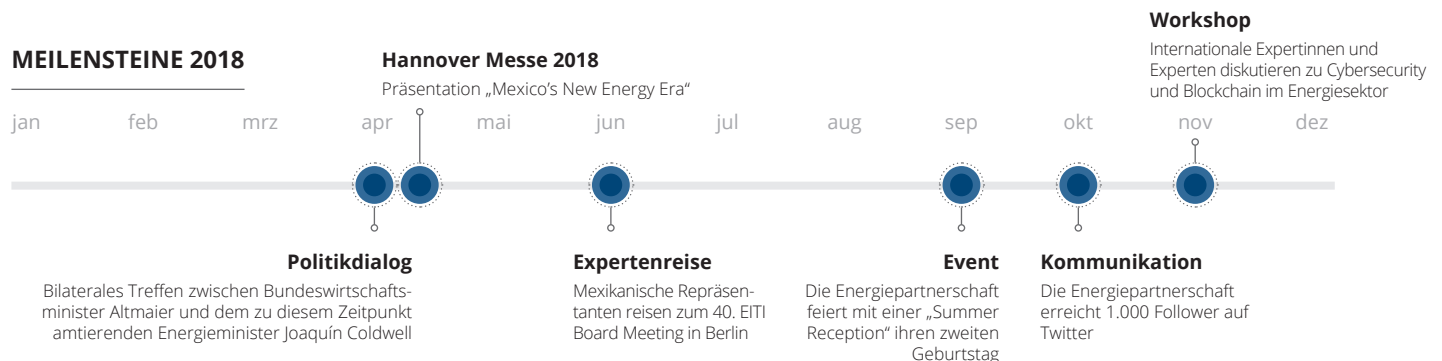 MEILENSTEINE 2018
Hannover Messe 2018
Präsentation „Mexico’s New Energy Era“
Workshop
Internationale Expertinnen und
Experten diskutieren zu Cybersecurity
und Blockchain im Energiesektor
jan feb mrz apr mai jun jul aug sep okt nov dez
Politikdialog
Bilaterales Treffen zwischen Bundeswirtschafts-
minister Altmaier und dem zu diesem Zeitpunkt
amtierenden Energieminister Joaquín Coldwell
Expertenreise
Mexikanische Repräsen-
tanten reisen zum 40. EITI
Board Meeting in Berlin
Event
Die Energiepartnerschaft
feiert mit einer „Summer
Reception“ ihren zweiten
Geburtstag
Kommunikation
Die Energiepartnerschaft
erreicht 1.000 Follower auf
Twitter